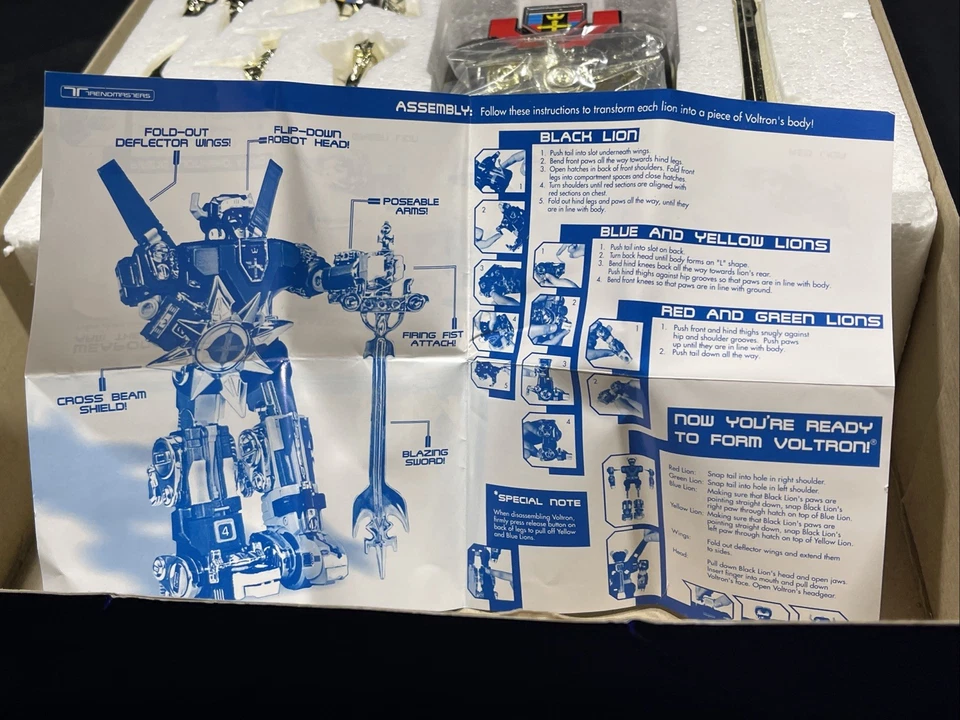 TRENDMASTERS
ASSEMBLY: Follow these instructions to transform each lion into a piece of Voltron's body!
FOLD-OUT
DEFLECTOR WINGS!
FLIP-DOWN
ROBOT HEAD!
POSEABLE
ARMS!
FIRING FIST
ATTACH!
CROSS BEAM
SHIELD!
BLAZING
SWORD!
4
BLACK LION
1. Push tail into slot underneath wings.
2. Bend front paws all the way towards hind legs.
3. Open hatches in back of front shoulders. Fold front
legs into compartment spaces and close hatches.
4. Turn shoulders until red sections are aligned with
red sections on chest.
5. Fold out hind legs and paws all the way, until they
are in line with body.
1
2
3
4
5
BLUE AND YELLOW LIONS
1. Push tail into slot on back.
2. Turn back head until body forms an "L" shape.
3. Bend hind knees back all the way towards lion's rear.
Push hind thighs against hip grooves so that paws are in line with body.
4. Bend front knees so that paws are in line with ground.
1
2
3
4
RED AND GREEN LIONS
1. Push front and hind thighs snugly against
hip and shoulder grooves. Push paws
up until they are in line with body.
2. Push tail down all the way.
1
2
NOW YOU'RE READY
TO FORM VOLTRON!®
Red Lion: Snap tail into hole in right shoulder.
Green Lion: Snap tail into hole in left shoulder.
Blue Lion: Making sure that Black Lion's paws are
pointing straight down, snap Black Lion's
right paw through hatch on top of Blue Lion.
Yellow Lion: Making sure that Black Lion's paws are
pointing straight down, snap Black Lion's
left paw through hatch on top of Yellow Lion.
Wings: Fold out deflector wings and extend them
to sides.
Head: Pull down Black Lion's head and open jaws.
Insert finger into mouth and pull down
Voltron's face. Open Voltron's headgear.
*SPECIAL NOTE
When disassembling Voltron,
firmly press release button on
back of legs to pull off Yellow
and Blue Lions.